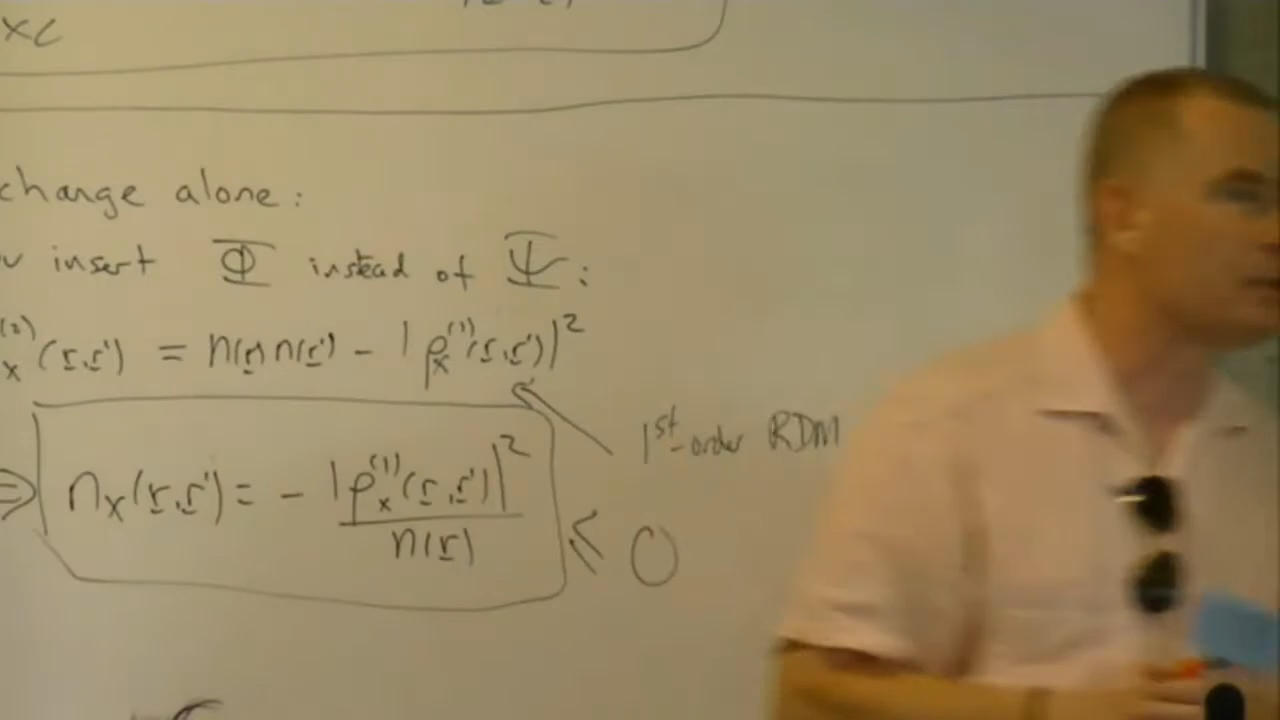 xc
change alone:
insert Φ instead of Ψ:
(2)
x (r,r') = n(r)n(r') - |ρx(1)(r,r')|²
1st-order RDM
⇒ nx(r,r') = - |ρx(1)(r,r')|² / n(r) ≤ 0